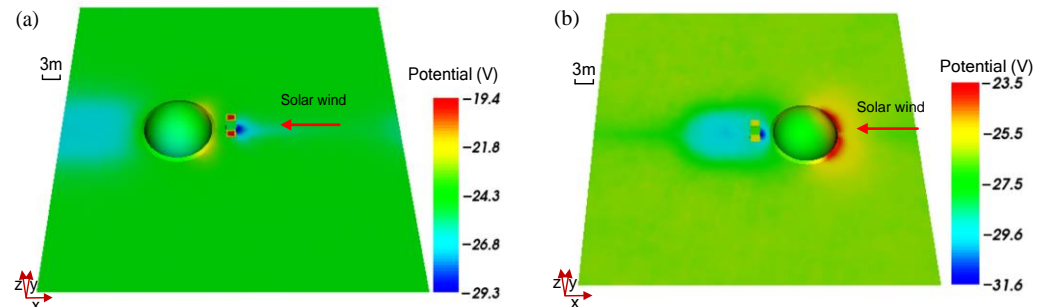 (a)
3m
Solar wind
Potential (V)
−19.4
−21.8
−24.3
−26.8
−29.3
z y
x
(b)
3m
Solar wind
Potential (V)
−23.5
−25.5
−27.5
−29.6
−31.6
z y
x